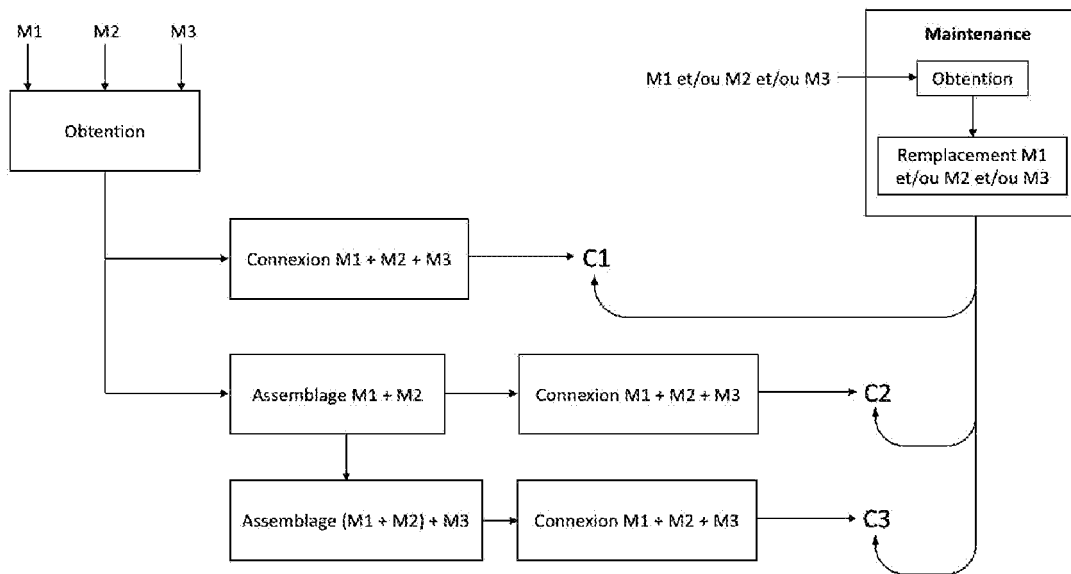 M1 M2 M3
Obtention
Maintenance
M1 et/ou M2 et/ou M3
Obtention
Remplacement M1
et/ou M2 et/ou M3
Connexion M1 + M2 + M3
C1
Assemblage M1 + M2
Connexion M1 + M2 + M3
C2
Assemblage (M1 + M2) + M3
Connexion M1 + M2 + M3
C3